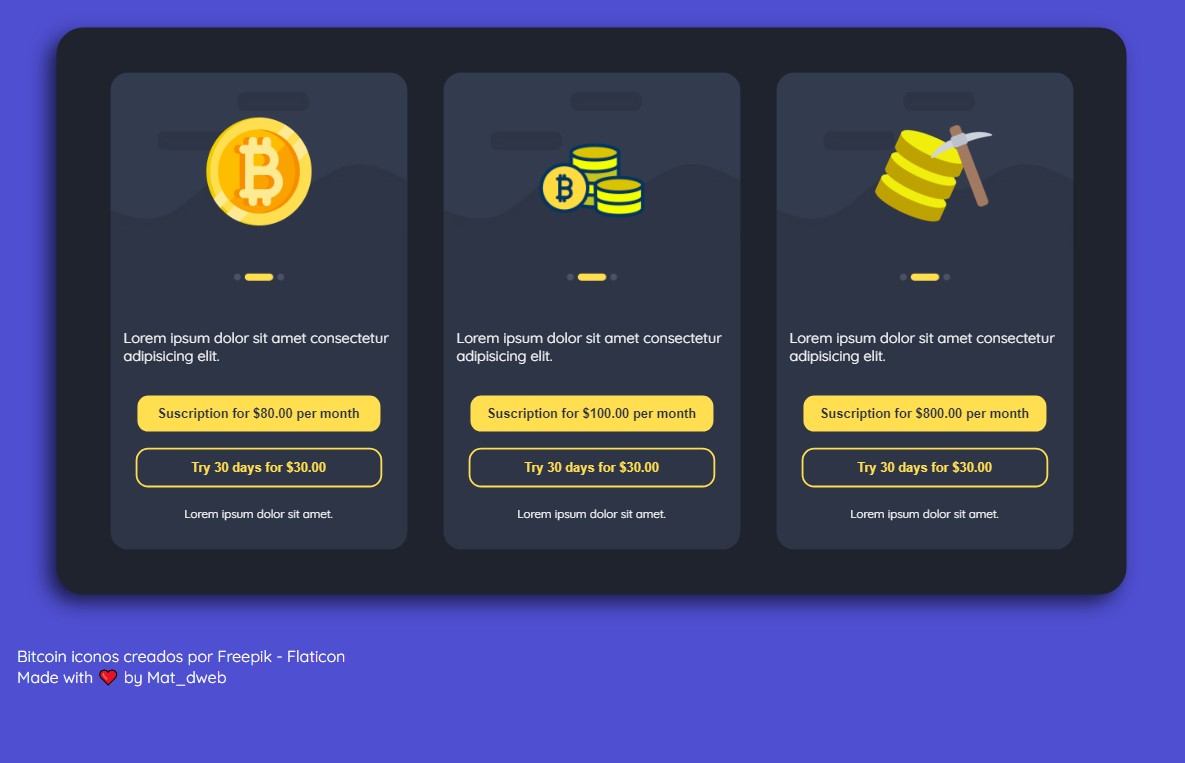 Lorem ipsum dolor sit amet consectetur
adipisicing elit.
Suscription for $80.00 per month
Try 30 days for $30.00
Lorem ipsum dolor sit amet.
Lorem ipsum dolor sit amet consectetur
adipisicing elit.
Suscription for $100.00 per month
Try 30 days for $30.00
Lorem ipsum dolor sit amet.
Lorem ipsum dolor sit amet consectetur
adipisicing elit.
Suscription for $800.00 per month
Try 30 days for $30.00
Lorem ipsum dolor sit amet.
Bitcoin iconos creados por Freepik - Flaticon
Made with ❤️ by Mat_dweb